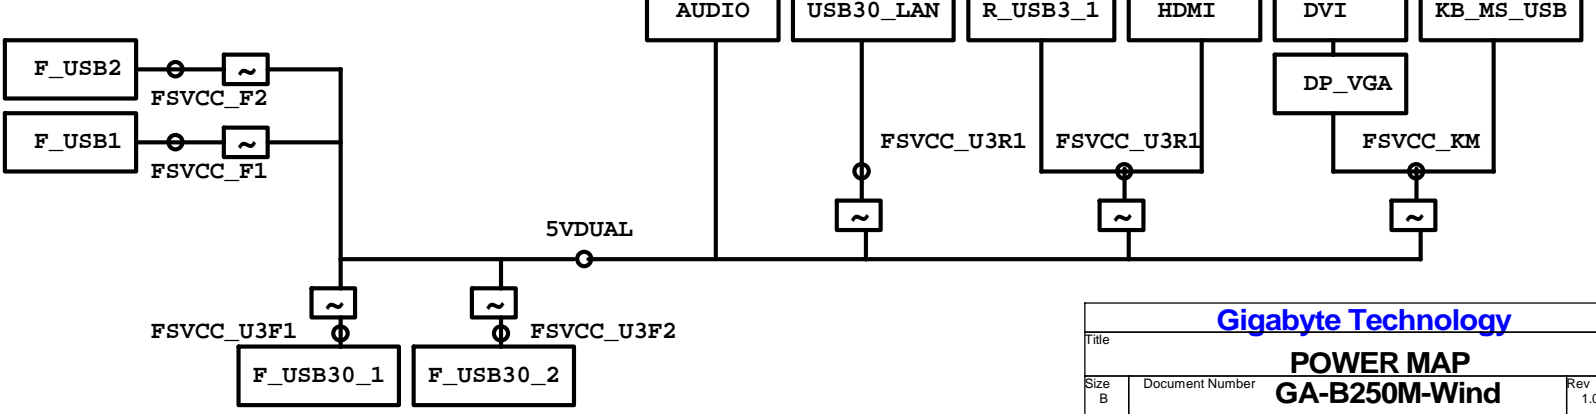 AUDIO USB30_LAN R_USB3_1 HDMI DVI KB_MS_USB
F_USB2
~
FSVCC_F2
DP_VGA
F_USB1
~
FSVCC_F1
FSVCC_U3R1 FSVCC_U3R1 FSVCC_KM
~ ~ ~
5VDUAL
~ ~
FSVCC_U3F1 FSVCC_U3F2
F_USB30_1 F_USB30_2
Gigabyte Technology
Title
POWER MAP
Size Document Number Rev
B GA-B250M-Wind